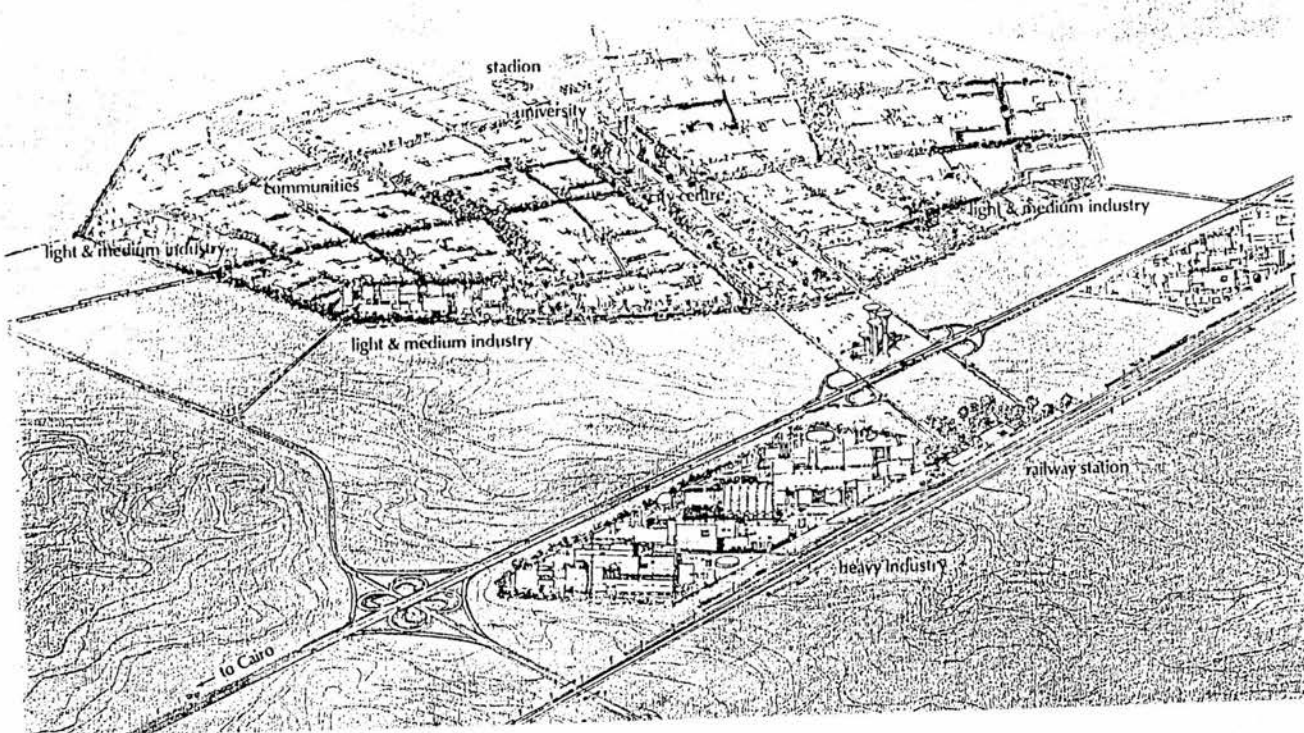 stadion
university
communities
city centre
light & medium industry
light & medium industry
light & medium industry
railway station
heavy industry
← to Cairo